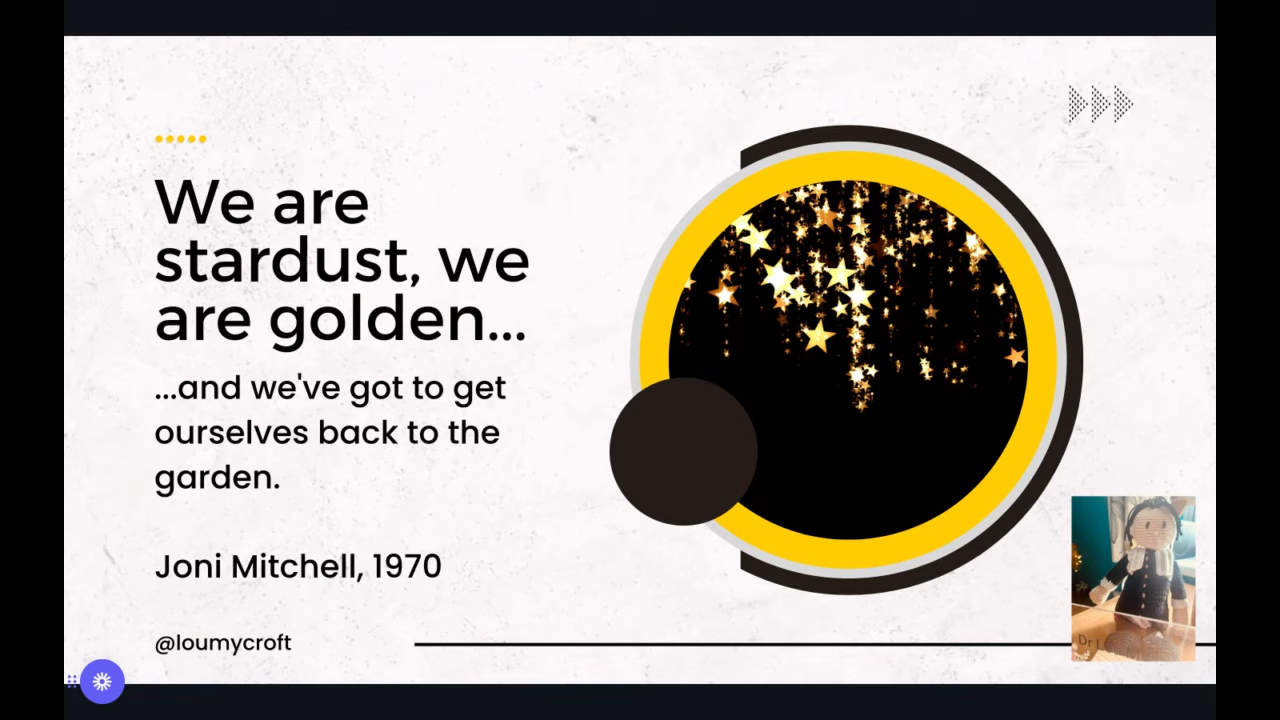 We are
stardust, we
are golden...
...and we've got to get
ourselves back to the
garden.
Joni Mitchell, 1970
@loumycroft